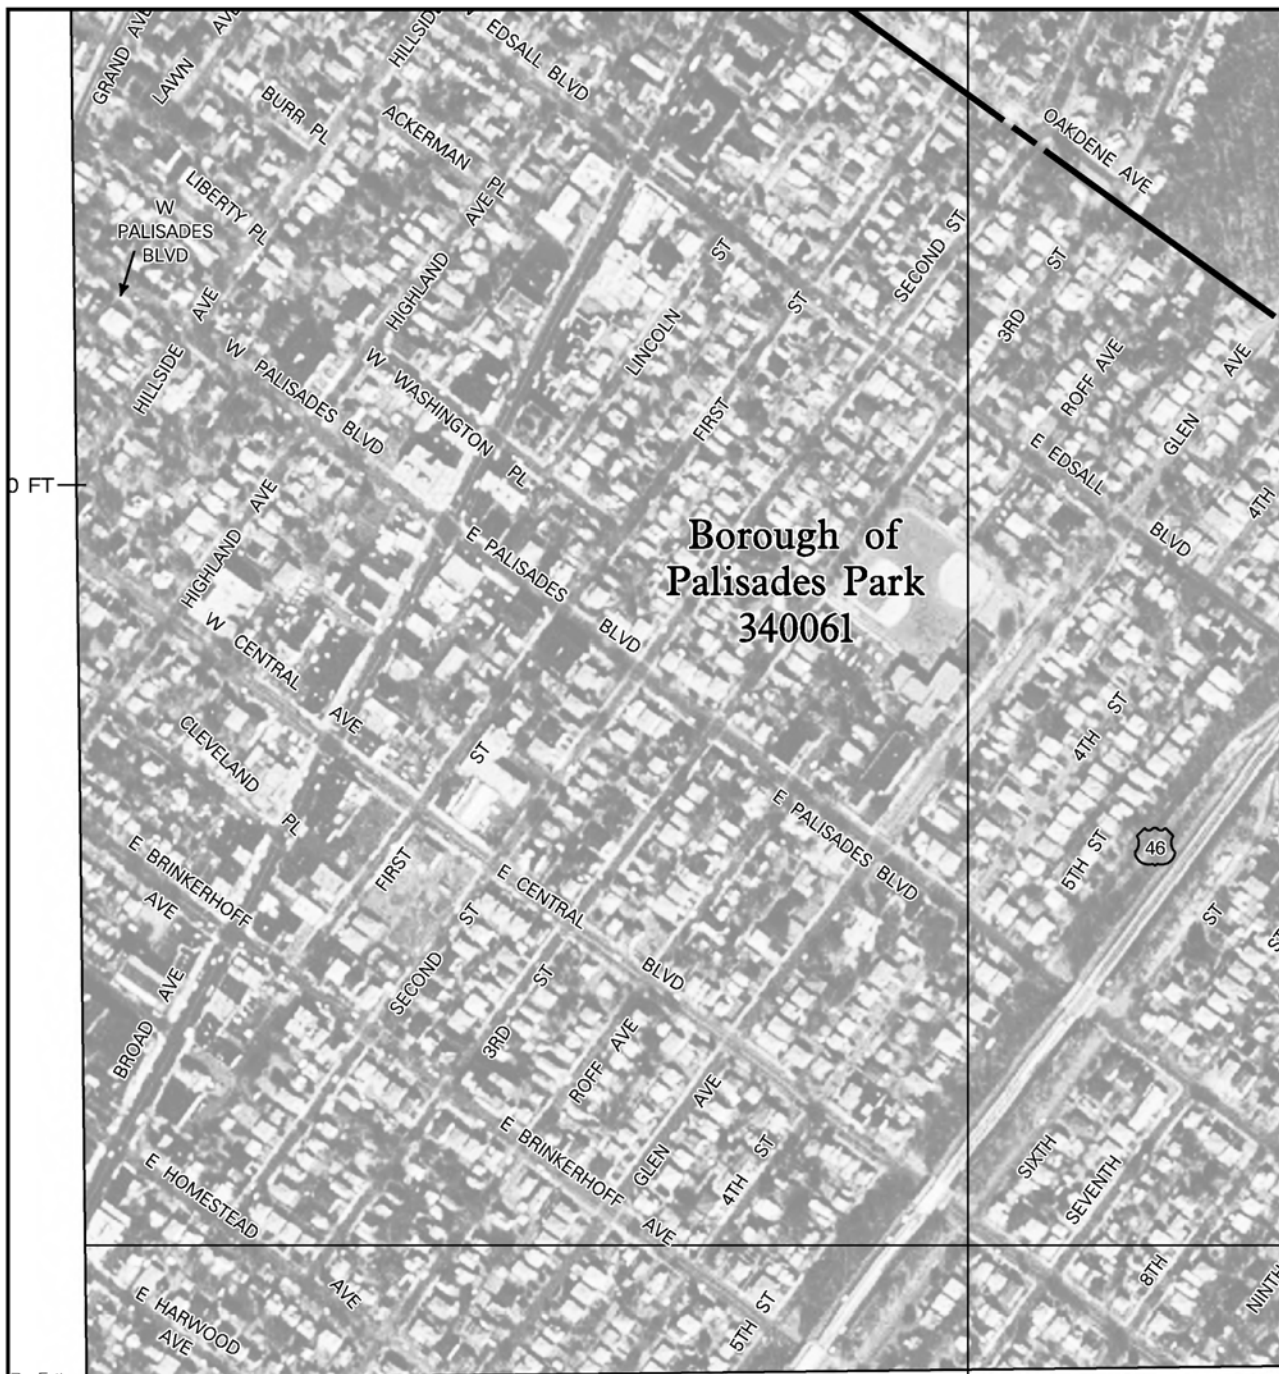 GRAND AVE
LAWN AVE
HILLSIDE
EDSALL BLVD
BURR PL
ACKERMAN PL
OAKDENE AVE
LIBERTY PL
W
PALISADES
BLVD
HIGHLAND AVE
LINCOLN ST
SECOND ST
3RD ST
HILLSIDE AVE
W PALISADES BLVD
W WASHINGTON PL
FIRST ST
ROFF AVE
GLEN AVE
E EDSALL BLVD
4TH
0 FT
HIGHLAND AVE
E PALISADES BLVD
Borough of
Palisades Park
340061
W CENTRAL AVE
CLEVELAND PL
4TH ST
E PALISADES BLVD
5TH ST
46
FIRST ST
E BRINKERHOFF
AVE
E CENTRAL BLVD
SECOND ST
ST
ST
BROAD AVE
3RD ST
ROFF AVE
GLEN AVE
4TH ST
E BRINKERHOFF AVE
SIXTH
SEVENTH
E HOMESTEAD AVE
8TH
NINTH
E HARWOOD
AVE
5TH ST